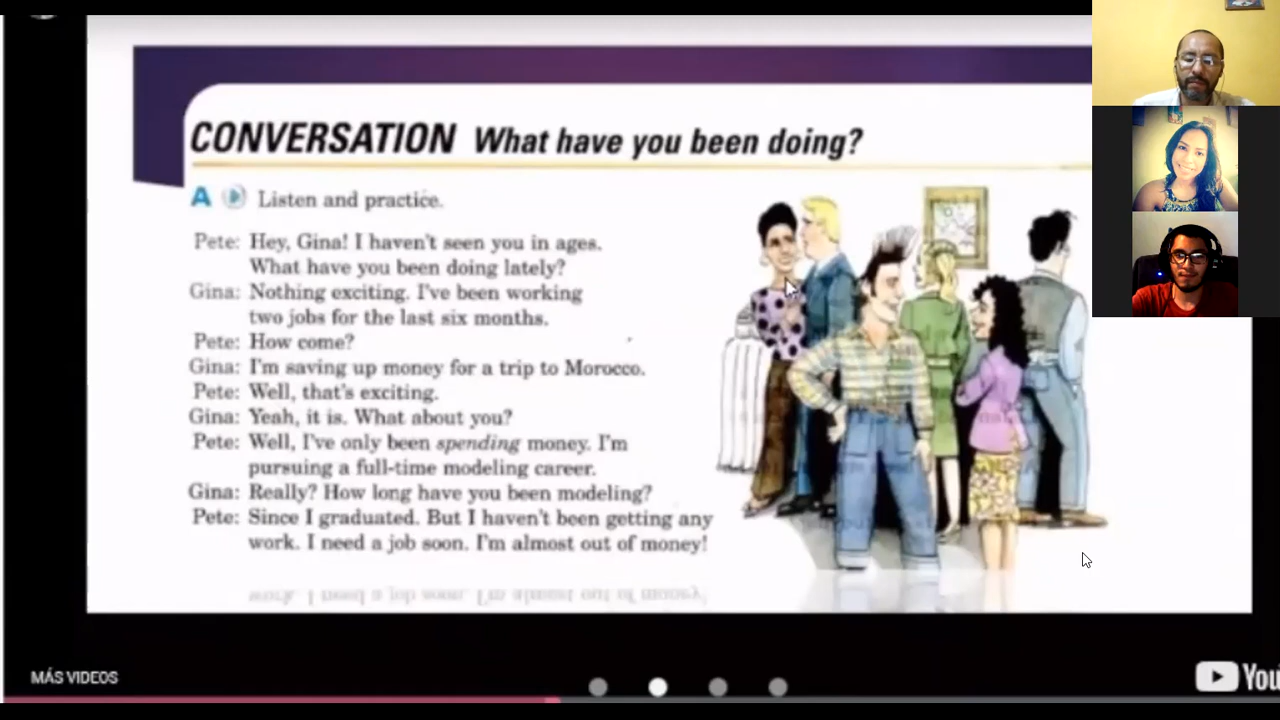 CONVERSATION What have you been doing?
A Listen and practice.
Pete: Hey, Gina! I haven't seen you in ages.
What have you been doing lately?
Gina: Nothing exciting. I've been working
two jobs for the last six months.
Pete: How come?
Gina: I'm saving up money for a trip to Morocco.
Pete: Well, that's exciting.
Gina: Yeah, it is. What about you?
Pete: Well, I've only been spending money. I'm
pursuing a full-time modeling career.
Gina: Really? How long have you been modeling?
Pete: Since I graduated. But I haven't been getting any
work. I need a job soon. I'm almost out of money!
MÁS VIDEOS
You